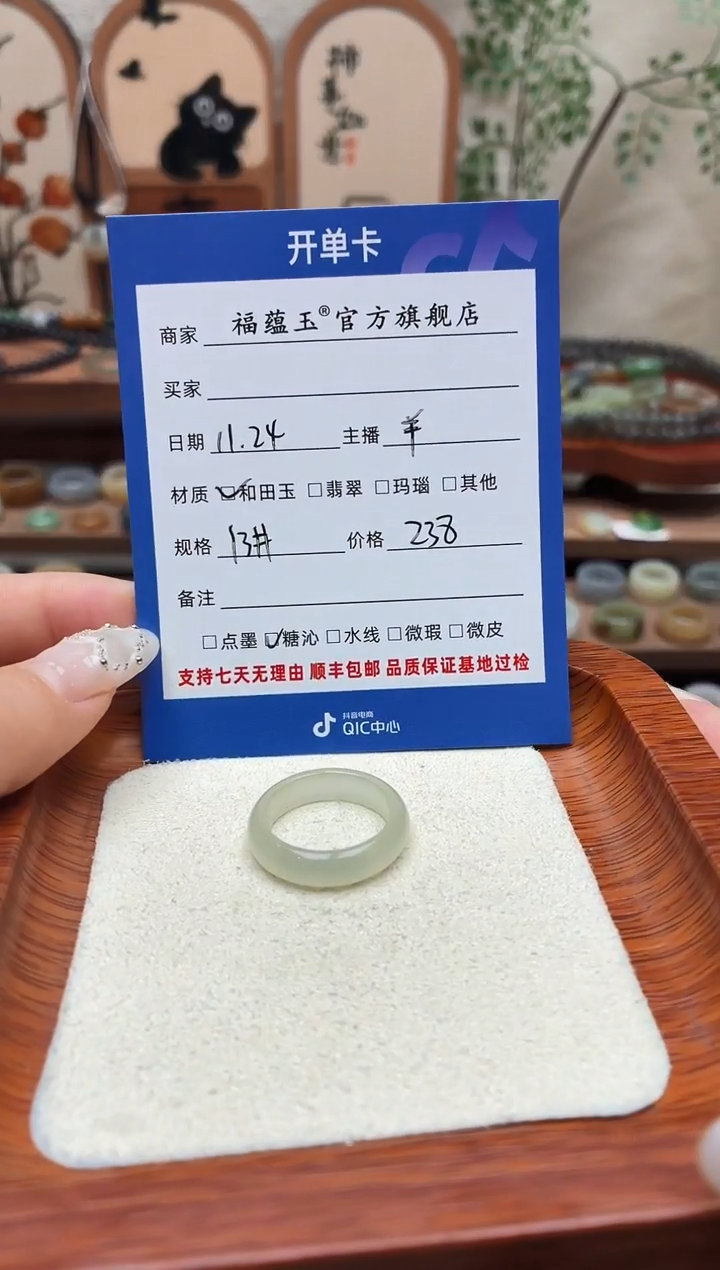 开单卡
商家 福蕴玉®官方旗舰店
买家
日期 11.24 主播 羊
材质 ☑和田玉 □翡翠 □玛瑙 □其他
规格 13# 价格 238
备注
□点墨 ☑糖沁 □水线 □微瑕 □微皮
支持七天无理由 顺丰包邮 品质保证基地过检
抖音电商
QIC中心